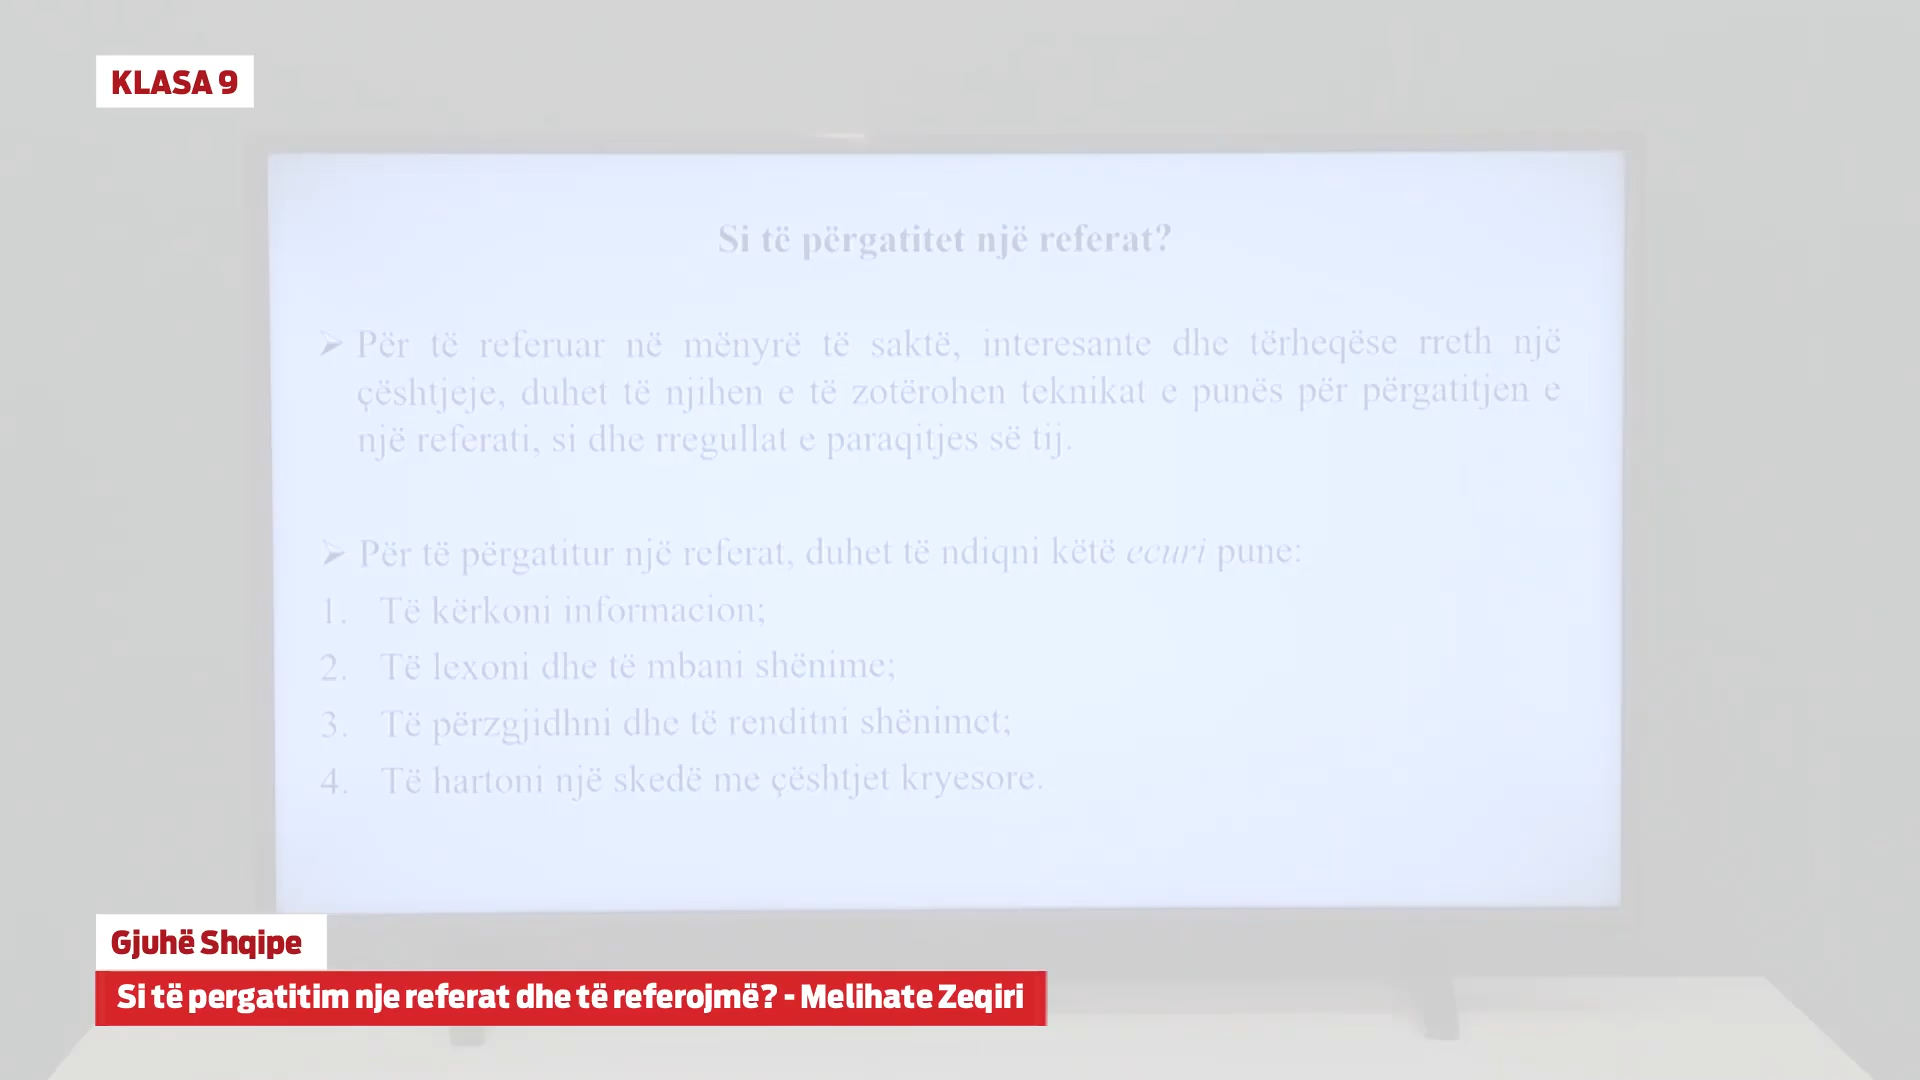 KLASA 9
Si të përgatitet një referat?
➢ Për të referuar në mënyrë të saktë, interesante dhe tërheqëse rreth një
çështjeje, duhet të njihen e të zotërohen teknikat e punës për përgatitjen e
një referati, si dhe rregullat e paraqitjes së tij.
➢ Për të përgatitur një referat, duhet të ndiqni këtë ecuri pune:
1. Të kërkoni informacion;
2. Të lexoni dhe të mbani shënime;
3. Të përzgjidhni dhe të renditni shënimet;
4. Të hartoni një skedë me çështjet kryesore.
Gjuhë Shqipe
Si të pergatitim nje referat dhe të referojmë? - Melihate Zeqiri